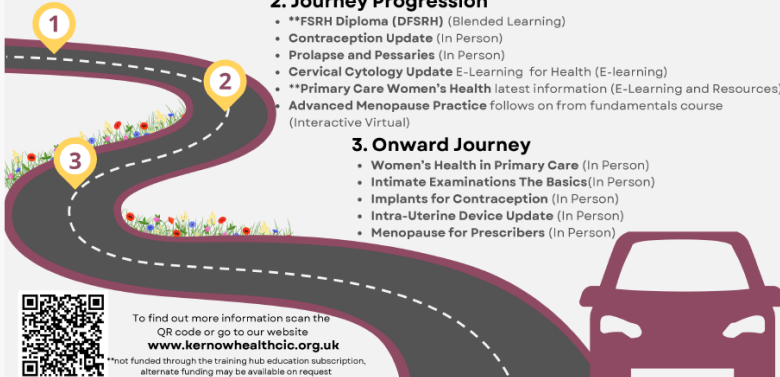 2. Journey Progression
**FSRH Diploma (DFSRH) (Blended Learning)
Contraception Update (In Person)
Prolapse and Pessaries (In Person)
Cervical Cytology Update E-Learning for Health (E-learning)
**Primary Care Women's Health latest information (E-Learning and Resources)
Advanced Menopause Practice follows on from fundamentals course
(Interactive Virtual)
3. Onward Journey
Women's Health in Primary Care (In Person)
Intimate Examinations The Basics(In Person)
Implants for Contraception (In Person)
Intra-Uterine Device Update (In Person)
Menopause for Prescribers (In Person)
1
2
3
To find out more information scan the
QR code or go to our website
www.kernowhealthcic.org.uk
**not funded through the training hub education subscription,
alternate funding may be available on request